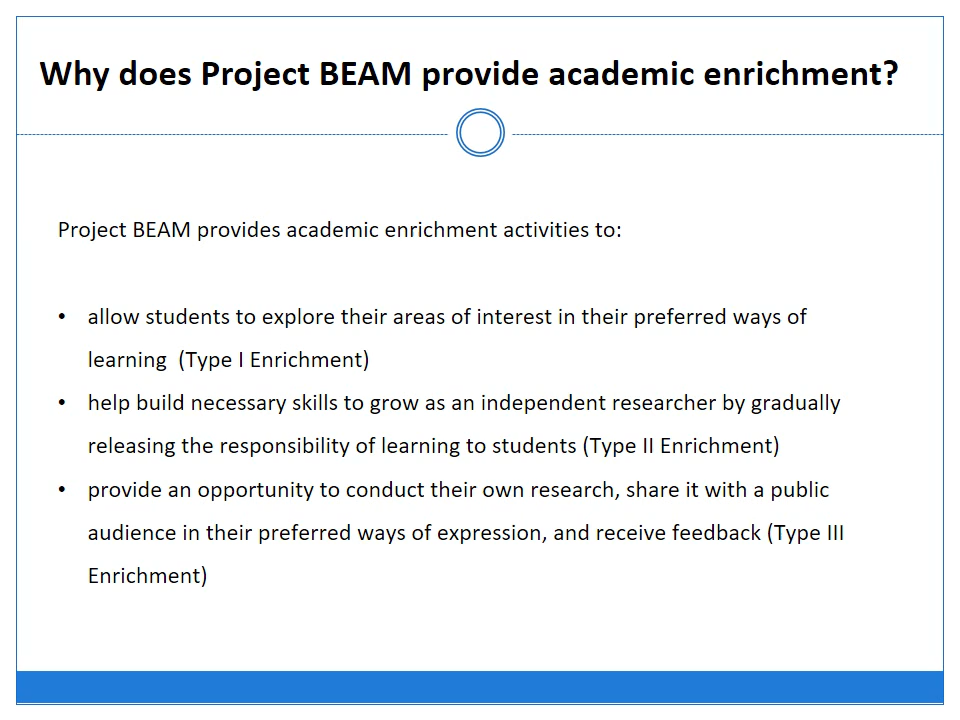 Why does Project BEAM provide academic enrichment?
Project BEAM provides academic enrichment activities to:
• allow students to explore their areas of interest in their preferred ways of
learning  (Type I Enrichment)
• help build necessary skills to grow as an independent researcher by gradually
releasing the responsibility of learning to students (Type II Enrichment)
• provide an opportunity to conduct their own research, share it with a public
audience in their preferred ways of expression, and receive feedback (Type III
Enrichment)